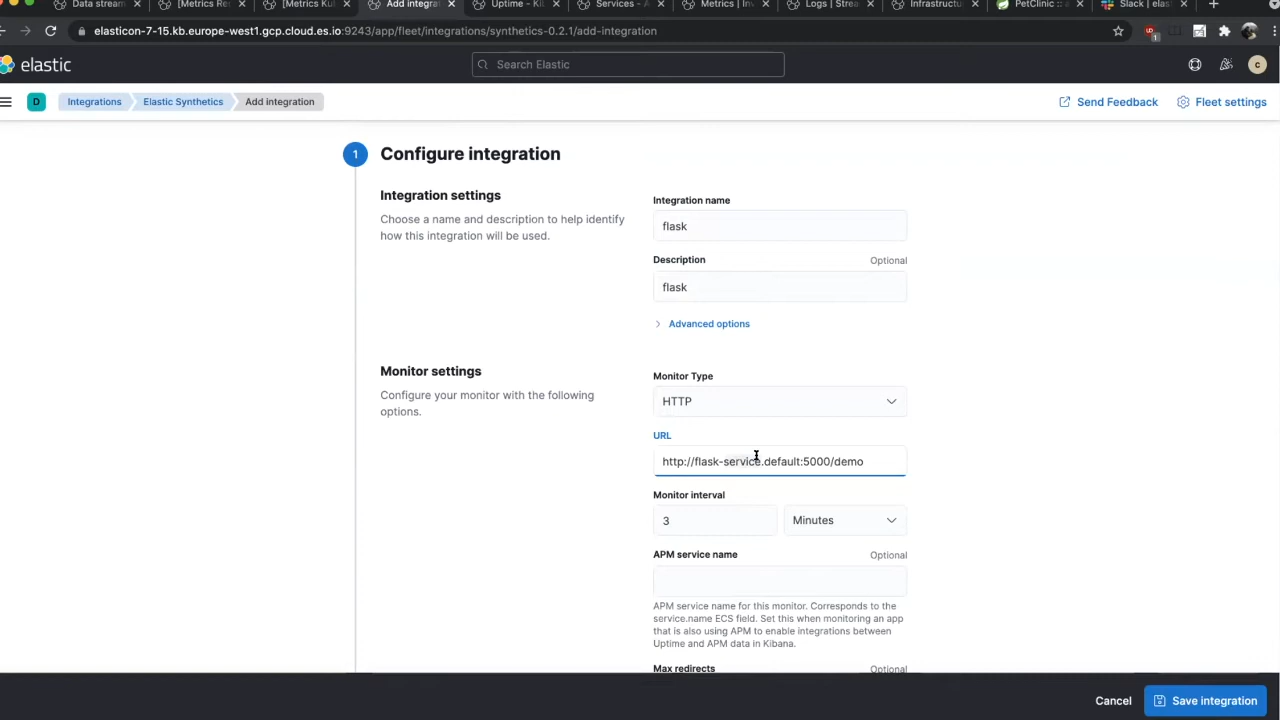 Data streams
[Metrics Re
[Metrics Ku
Add integrat
Uptime - Ki
Services - A
Metrics | Inv
Logs | Strea
Infrastructu
PetClinic :: a
Slack | elast
elasticon-7-15.kb.europe-west1.gcp.cloud.es.io:9243/app/fleet/integrations/synthetics-0.2.1/add-integration
elastic
Search Elastic
c
D
Integrations
Elastic Synthetics
Add integration
Send Feedback
Fleet settings
1
Configure integration
Integration settings
Choose a name and description to help identify
how this integration will be used.
Integration name
flask
Description
Optional
flask
Advanced options
Monitor settings
Configure your monitor with the following
options.
Monitor Type
HTTP
URL
http://flask-service.default:5000/demo
Monitor interval
3
Minutes
APM service name
Optional
APM service name for this monitor. Corresponds to the
service.name ECS field. Set this when monitoring an app
that is also using APM to enable integrations between
Uptime and APM data in Kibana.
Max redirects
Optional
Cancel
Save integration